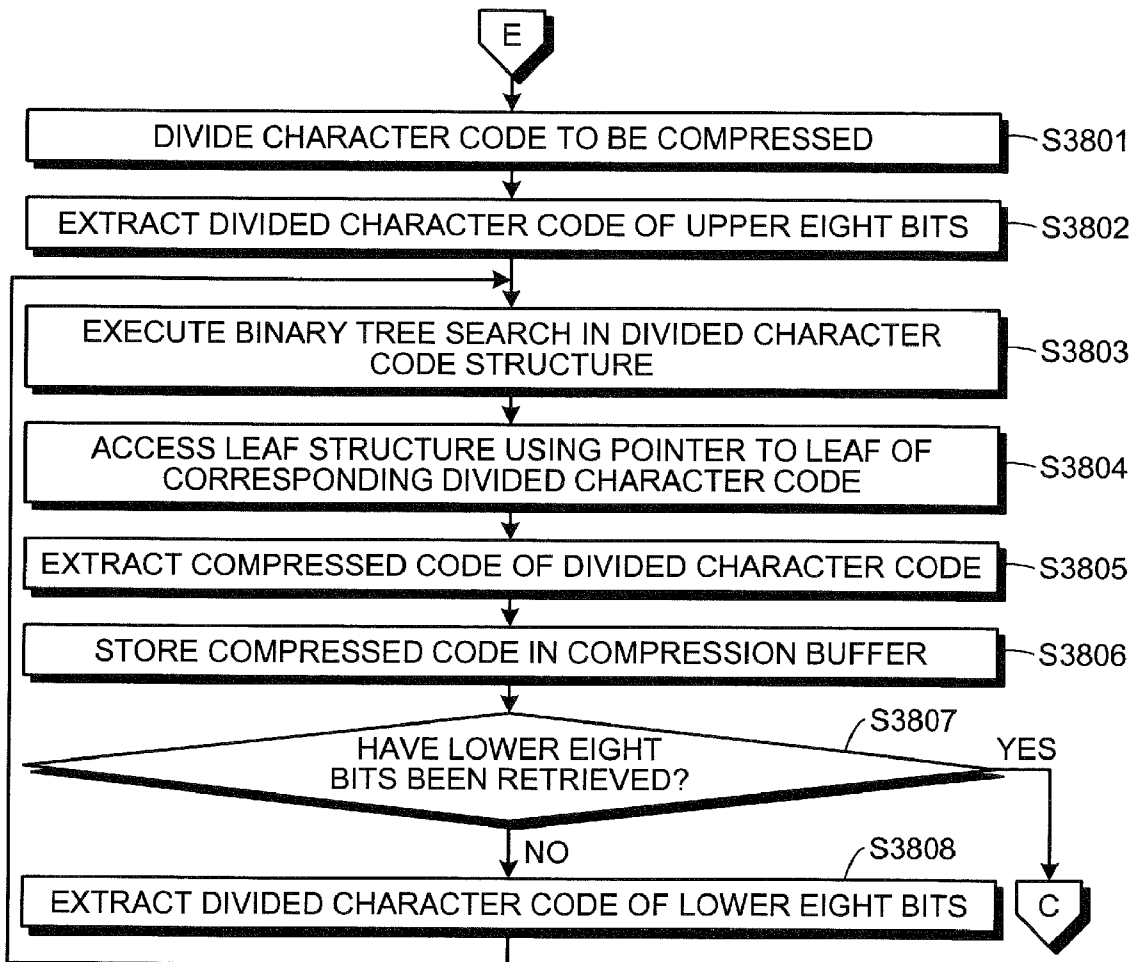 E
DIVIDE CHARACTER CODE TO BE COMPRESSED
S3801
EXTRACT DIVIDED CHARACTER CODE OF UPPER EIGHT BITS
S3802
EXECUTE BINARY TREE SEARCH IN DIVIDED CHARACTER
CODE STRUCTURE
S3803
ACCESS LEAF STRUCTURE USING POINTER TO LEAF OF
CORRESPONDING DIVIDED CHARACTER CODE
S3804
EXTRACT COMPRESSED CODE OF DIVIDED CHARACTER CODE
S3805
STORE COMPRESSED CODE IN COMPRESSION BUFFER
S3806
HAVE LOWER EIGHT
BITS BEEN RETRIEVED?
S3807
YES
NO
S3808
EXTRACT DIVIDED CHARACTER CODE OF LOWER EIGHT BITS
C